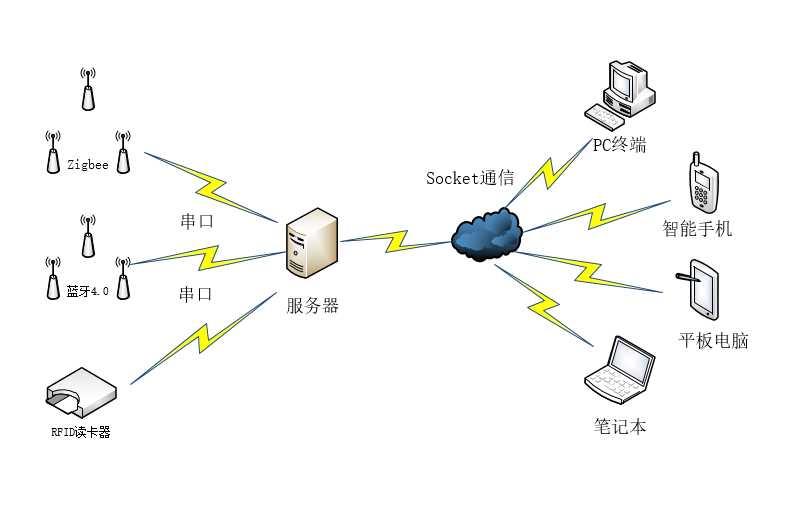 PC终端
Zigbee
Socket通信
串口
智能手机
蓝牙4.0
串口
服务器
平板电脑
RFID读卡器
笔记本